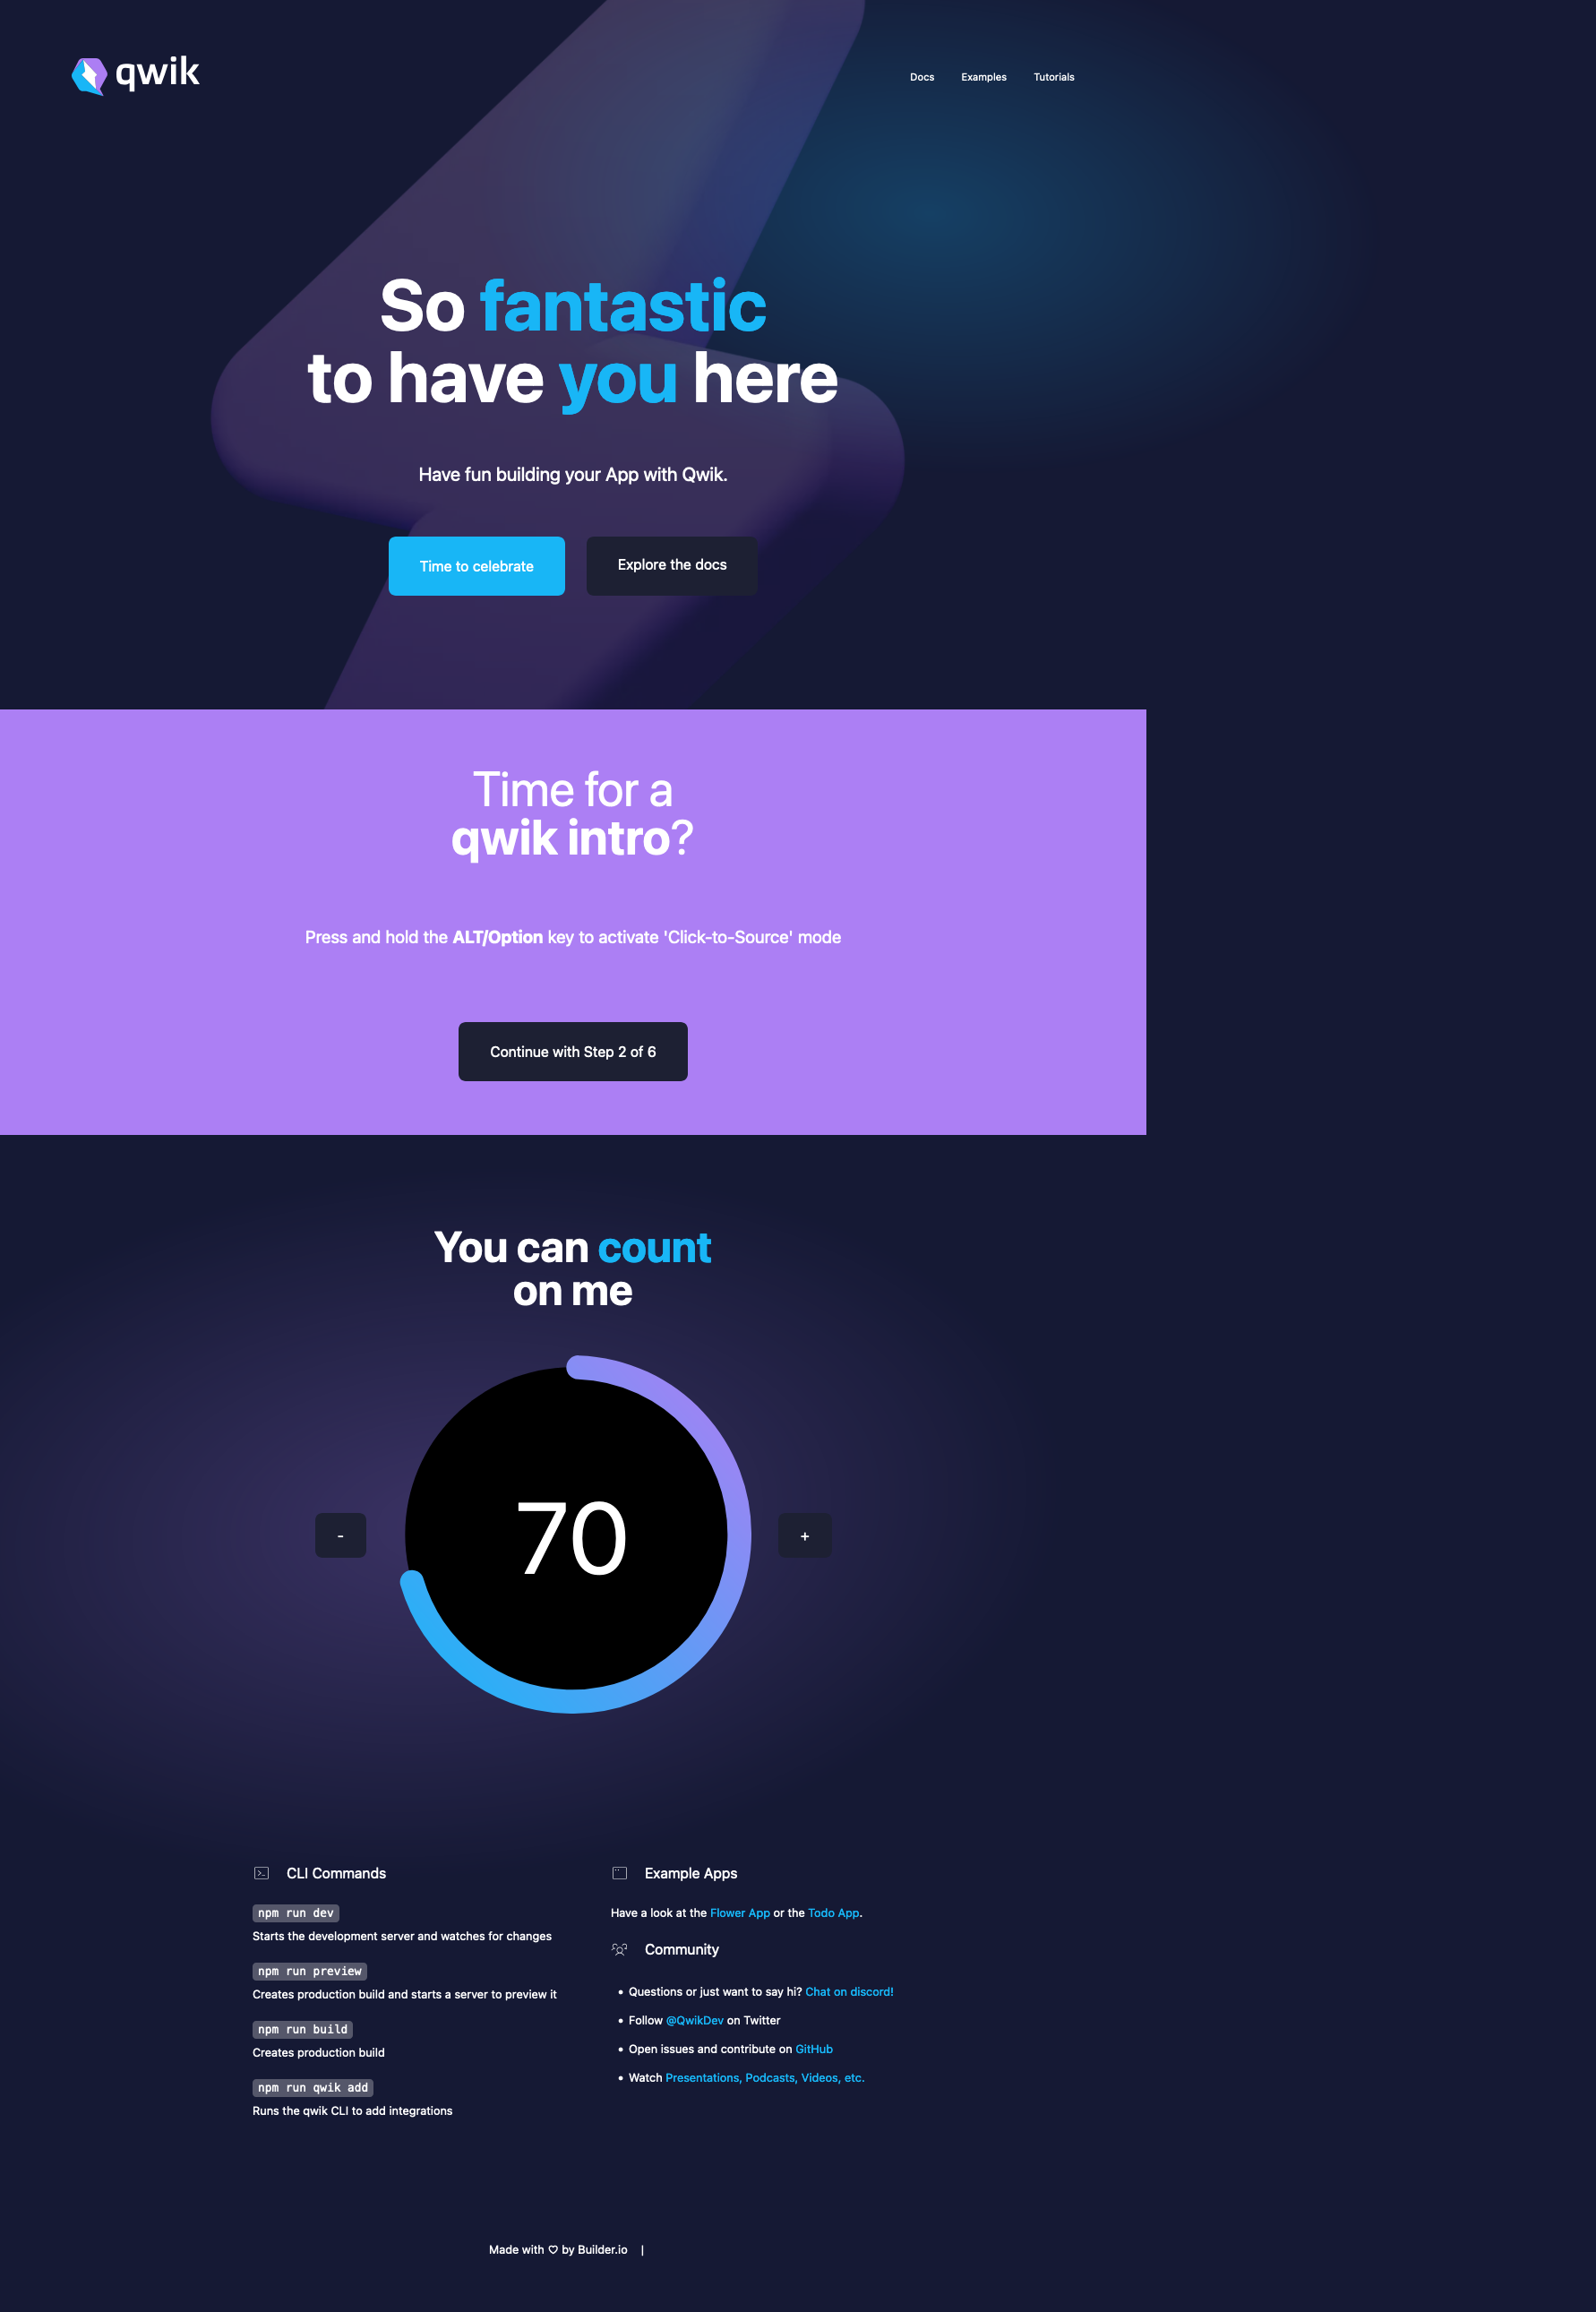 qwik
Docs Examples Tutorials
So fantastic
to have you here
Have fun building your App with Qwik.
Time to celebrate
Explore the docs
Time for a
qwik intro?
Press and hold the ALT/Option key to activate 'Click-to-Source' mode
Continue with Step 2 of 6
You can count
on me
-
70
+
CLI Commands
npm run dev
Starts the development server and watches for changes
npm run preview
Creates production build and starts a server to preview it
npm run build
Creates production build
npm run qwik add
Runs the qwik CLI to add integrations
Example Apps
Have a look at the Flower App or the Todo App.
Community
• Questions or just want to say hi? Chat on discord!
• Follow @QwikDev on Twitter
• Open issues and contribute on GitHub
• Watch Presentations, Podcasts, Videos, etc.
Made with ♡ by Builder.io |